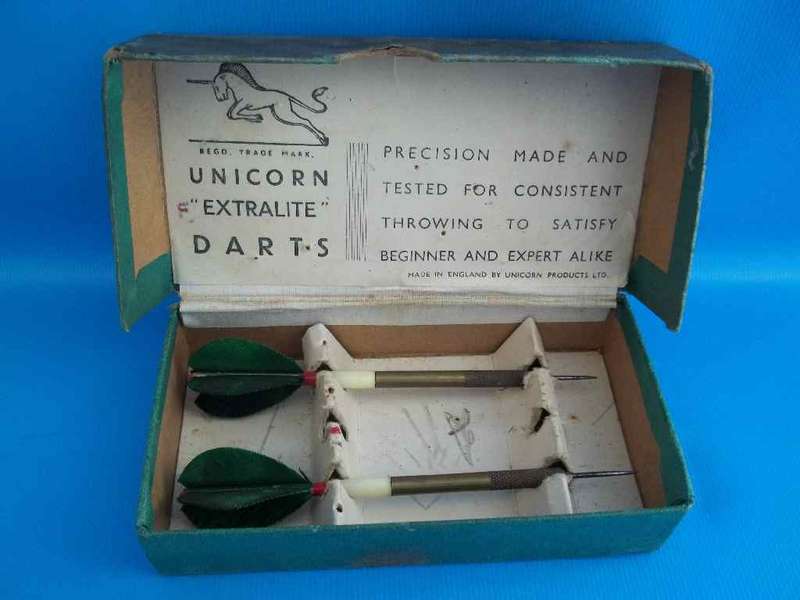 REGD. TRADE MARK.
UNICORN
"EXTRALITE"
DARTS
PRECISION MADE AND
TESTED FOR CONSISTENT
THROWING TO SATISFY
BEGINNER AND EXPERT ALIKE
MADE IN ENGLAND BY UNICORN PRODUCTS LTD.